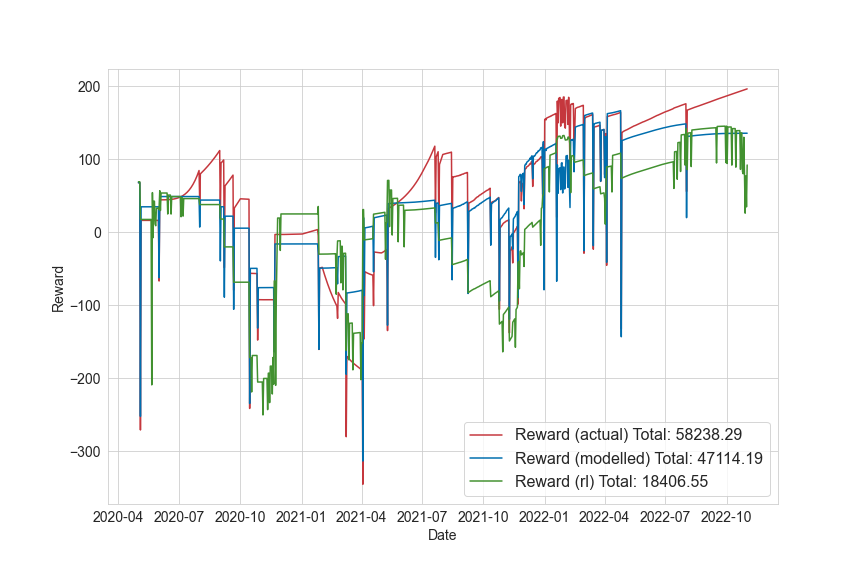 200
100
0
−100
−200
−300
Reward
Reward (actual) Total: 58238.29
Reward (modelled) Total: 47114.19
Reward (rl) Total: 18406.55
2020-04 2020-07 2020-10 2021-01 2021-04 2021-07 2021-10 2022-01 2022-04 2022-07 2022-10
Date